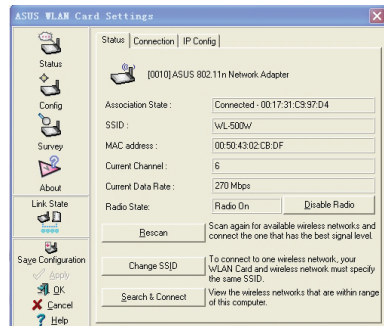 ASUS WLAN Card Settings
Status
Config
Survey
About
Link State
Save Configuration
Apply
OK
Cancel
Help
Status Connection IP Config
[0010] ASUS 802.11n Network Adapter
Association State : Connected - 00:17:31:C9:97:D4
SSID : WL-500W
MAC address : 00:50:43:02:CB:DF
Current Channel : 6
Current Data Rate : 270 Mbps
Radio State: Radio On Disable Radio
Rescan
Scan again for available wireless networks and
connect the one that has the best signal level.
Change SSID
To connect to one wireless network, your
WLAN Card and wireless network must specify
the same SSID.
Search & Connect
View the wireless networks that are within range
of this computer.